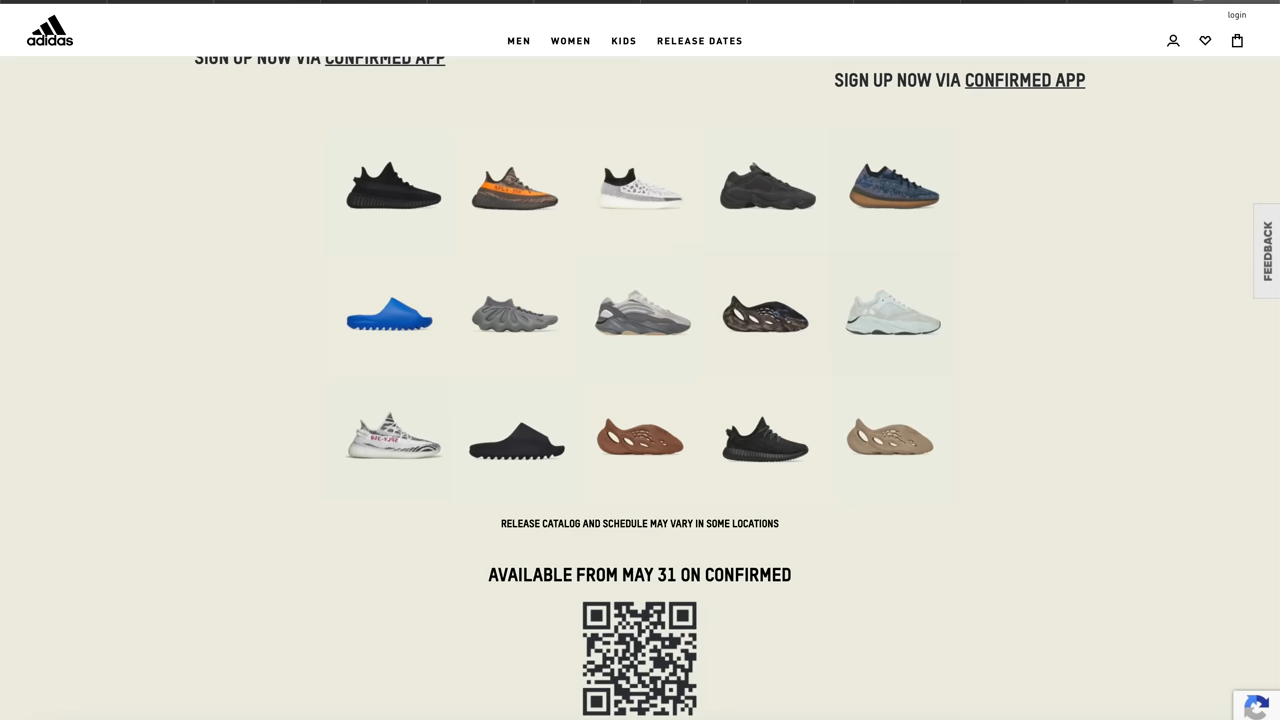 login
adidas
MEN WOMEN KIDS RELEASE DATES
SIGN UP NOW VIA CONFIRMED APP
SIGN UP NOW VIA CONFIRMED APP
FEEDBACK
RELEASE CATALOG AND SCHEDULE MAY VARY IN SOME LOCATIONS
AVAILABLE FROM MAY 31 ON CONFIRMED